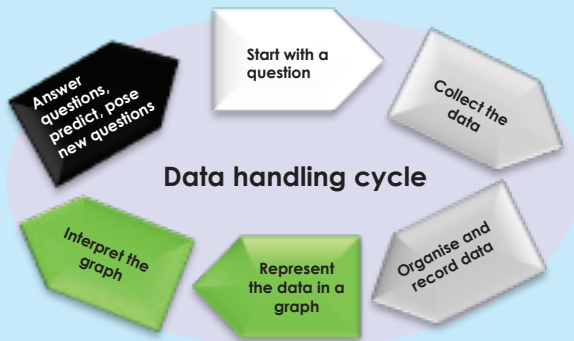 Start with a
question
Collect the
data
Organise and
record data
Represent
the data in a
graph
Interpret the
graph
Answer
questions,
predict, pose
new questions
Data handling cycle